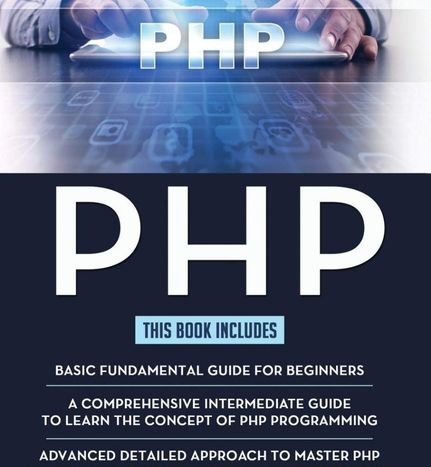 PHP
PHP
THIS BOOK INCLUDES
BASIC FUNDAMENTAL GUIDE FOR BEGINNERS
A COMPREHENSIVE INTERMEDIATE GUIDE
TO LEARN THE CONCEPT OF PHP PROGRAMMING
ADVANCED DETAILED APPROACH TO MASTER PHP